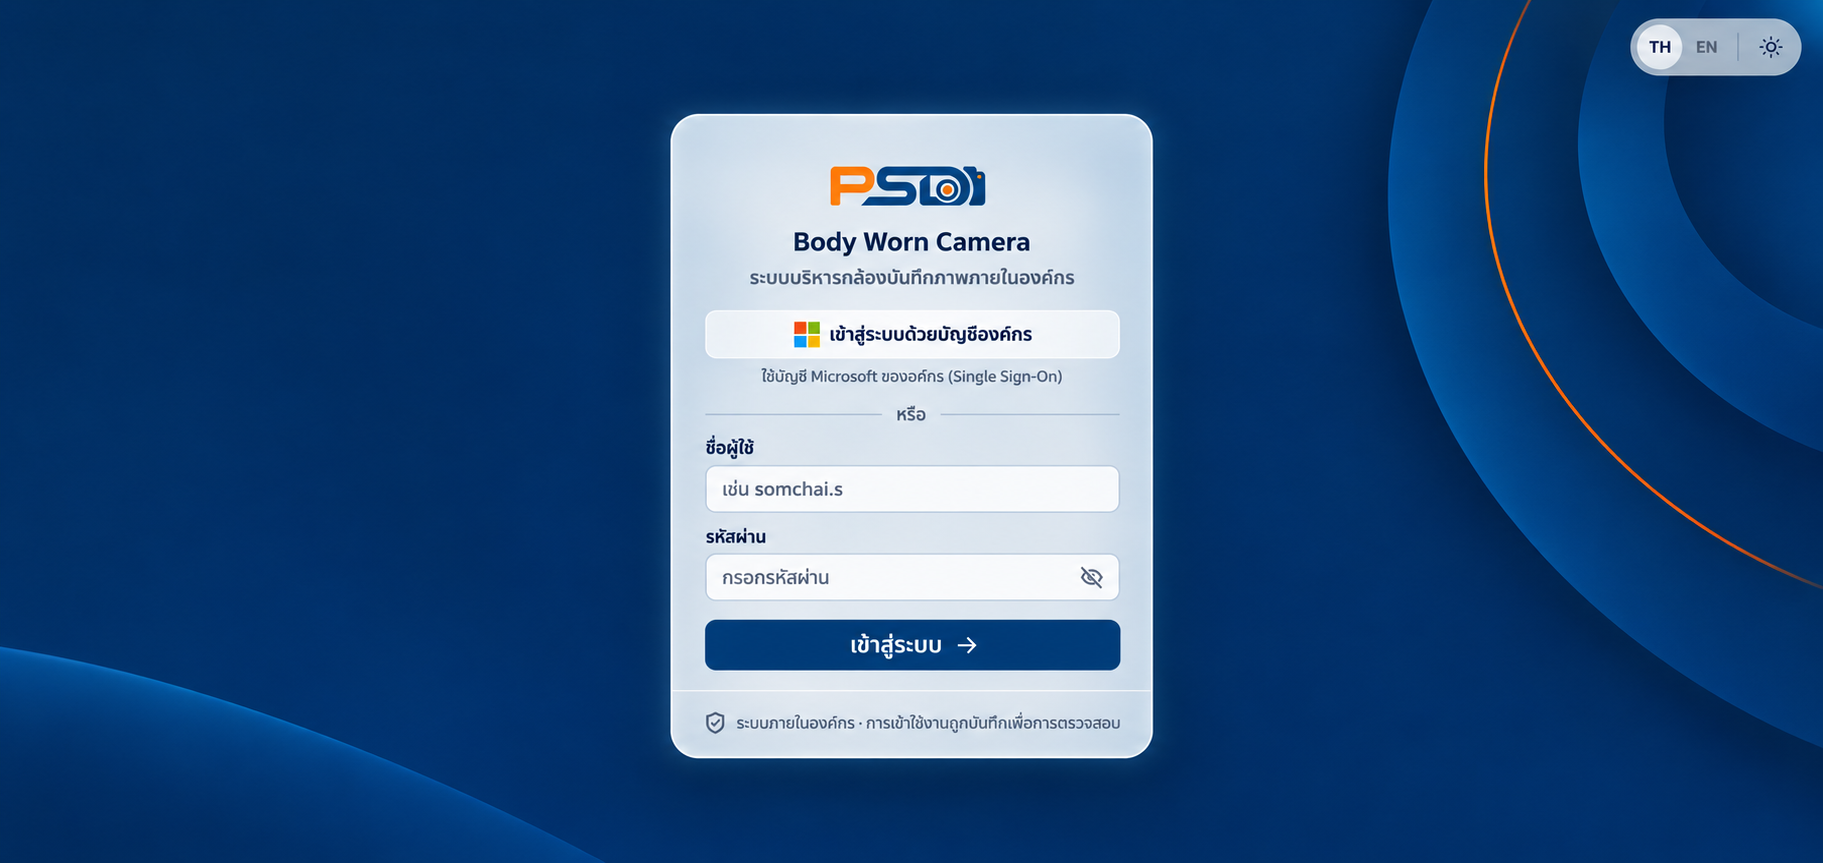 TH EN
PSDI
Body Worn Camera
ระบบบริหารกล้องบันทึกภาพภายในองค์กร
เข้าสู่ระบบด้วยบัญชีองค์กร
ใช้บัญชี Microsoft ขององค์กร (Single Sign-On)
หรือ
ชื่อผู้ใช้
เช่น somchai.s
รหัสผ่าน
กรอกรหัสผ่าน
เข้าสู่ระบบ →
ระบบภายในองค์กร · การเข้าใช้งานถูกบันทึกเพื่อการตรวจสอบ